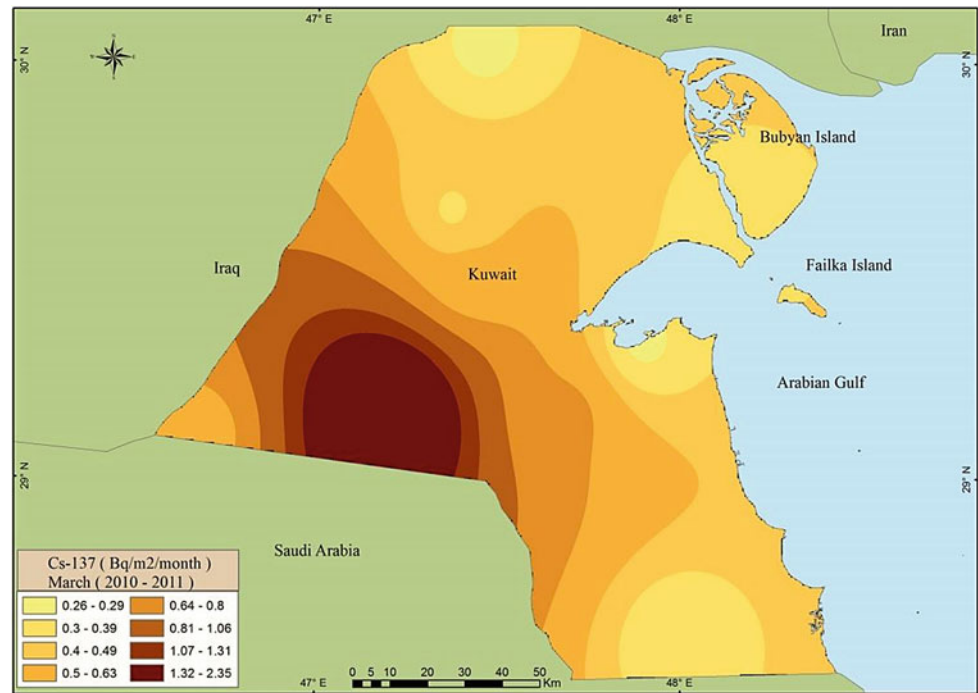 47° E
48° E
Iran
30° N
30° N
Bubyan Island
Iraq
Kuwait
Failka Island
Arabian Gulf
29° N
29° N
Saudi Arabia
Cs-137 ( Bq/m2/month )
March ( 2010 - 2011 )
0.26 - 0.29
0.64 - 0.8
0.3 - 0.39
0.81 - 1.06
0.4 - 0.49
1.07 - 1.31
0.5 - 0.63
1.32 - 2.35
0 5 10 20 30 40 50
Km
47° E
48° E